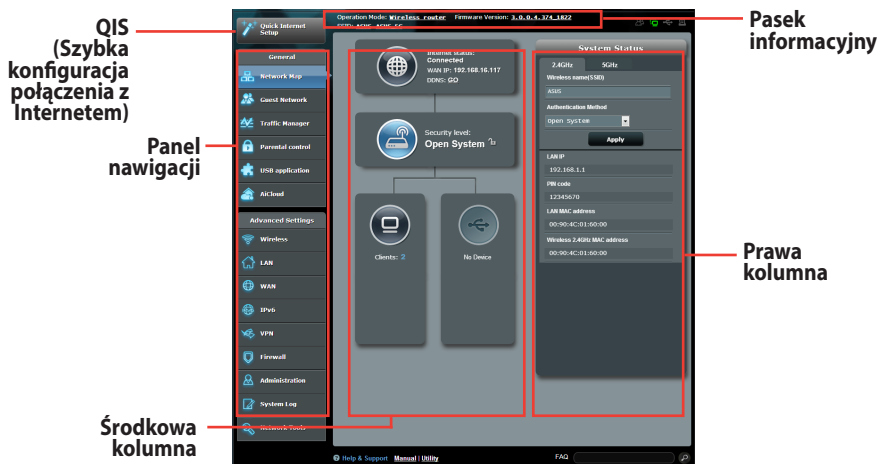 QIS
(Szybka
konfiguracja
połączenia z
Internetem)
Panel
nawigacji
Środkowa
kolumna
Pasek
informacyjny
Prawa
kolumna
Quick Internet
Setup
General
Network Map
Guest Network
Traffic Manager
Parental control
USB application
AiCloud
Advanced Settings
Wireless
LAN
WAN
IPv6
VPN
Firewall
Administration
System Log
Network Tools
Operation Mode: Wireless router Firmware Version: 3.0.0.4.374_1822
SSID: ASUS ASUS_5G
Internet status:
Connected
WAN IP: 192.168.16.117
DDNS: GO
Security level:
Open System
Clients: 2
No Device
System Status
2.4GHz 5GHz
Wireless name(SSID)
ASUS
Authentication Method
Open System
Apply
LAN IP
192.168.1.1
PIN code
12345670
LAN MAC address
00:90:4C:01:60:00
Wireless 2.4GHz MAC address
00:90:4C:01:60:00
Help & Support Manual | Utility FAQ